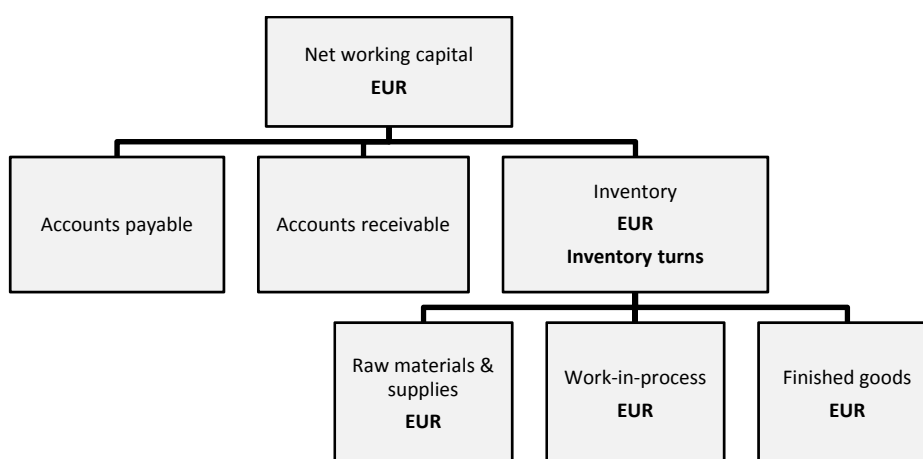 Net working capital
EUR
Accounts payable
Accounts receivable
Inventory
EUR
Inventory turns
Raw materials &
supplies
EUR
Work-in-process
EUR
Finished goods
EUR